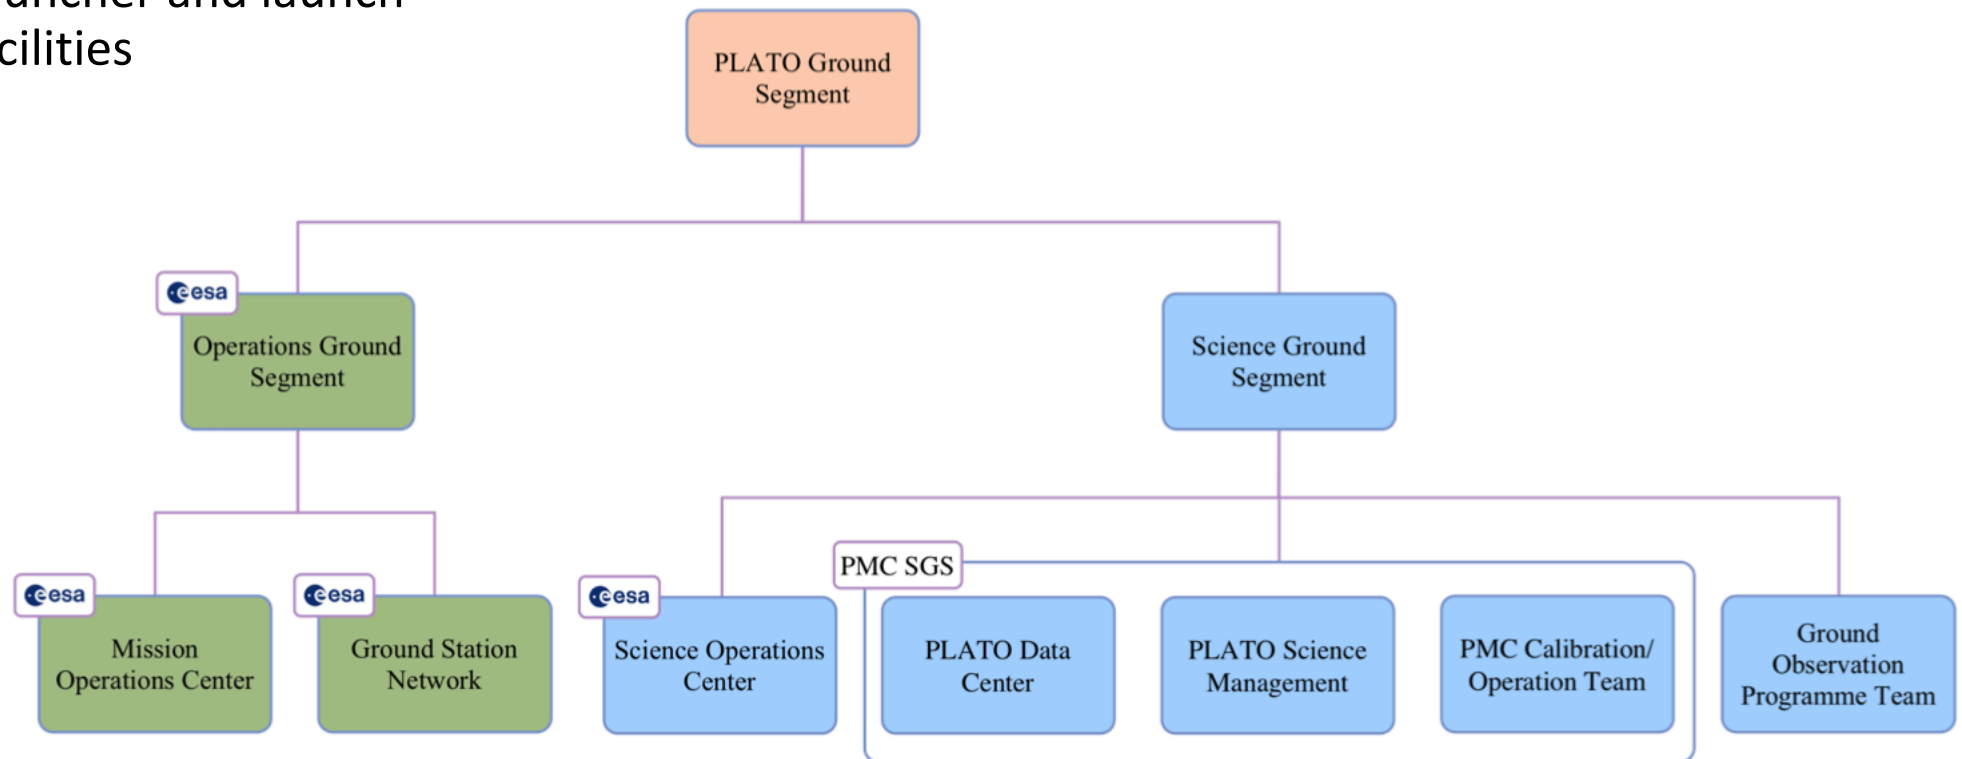 launch
cilities
PLATO Ground
Segment
esa
Operations Ground
Segment
Science Ground
Segment
esa
Mission
Operations Center
esa
Ground Station
Network
esa
Science Operations
Center
PMC SGS
PLATO Data
Center
PLATO Science
Management
PMC Calibration/
Operation Team
Ground
Observation
Programme Team